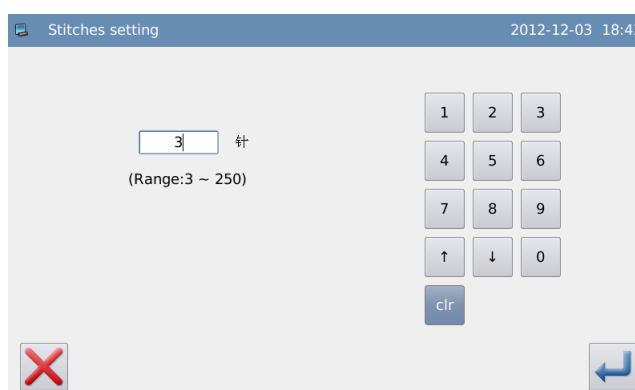 Stitches setting 2012-12-03 18:4
3 针
(Range:3 ~ 250)
1 2 3
4 5 6
7 8 9
↑ ↓ 0
clr